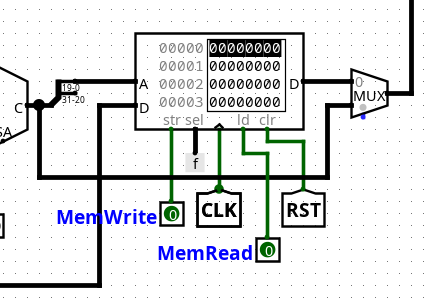 00000 00000000
00001 00000000
00002 00000000
00003 00000000
A
D
D
str sel ld clr
19-0
31-20
C
SA
0
MUX
f
MemWrite 0
CLK
RST
MemRead 0